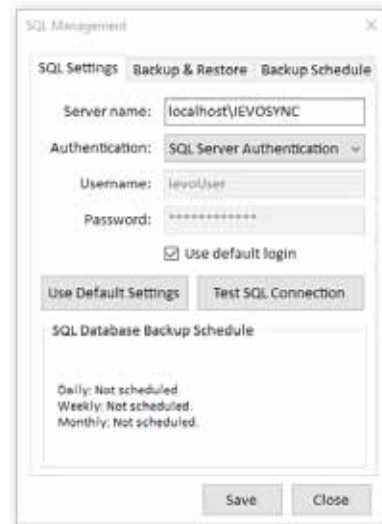 SQL Management
SQL Settings Backup & Restore Backup Schedule
Server name: localhost\IEVOSYNC
Authentication: SQL Server Authentication
Username: IevoUser
Password: ************
Use default login
Use Default Settings Test SQL Connection
SQL Database Backup Schedule
Daily: Not scheduled.
Weekly: Not scheduled.
Monthly: Not scheduled.
Save Close